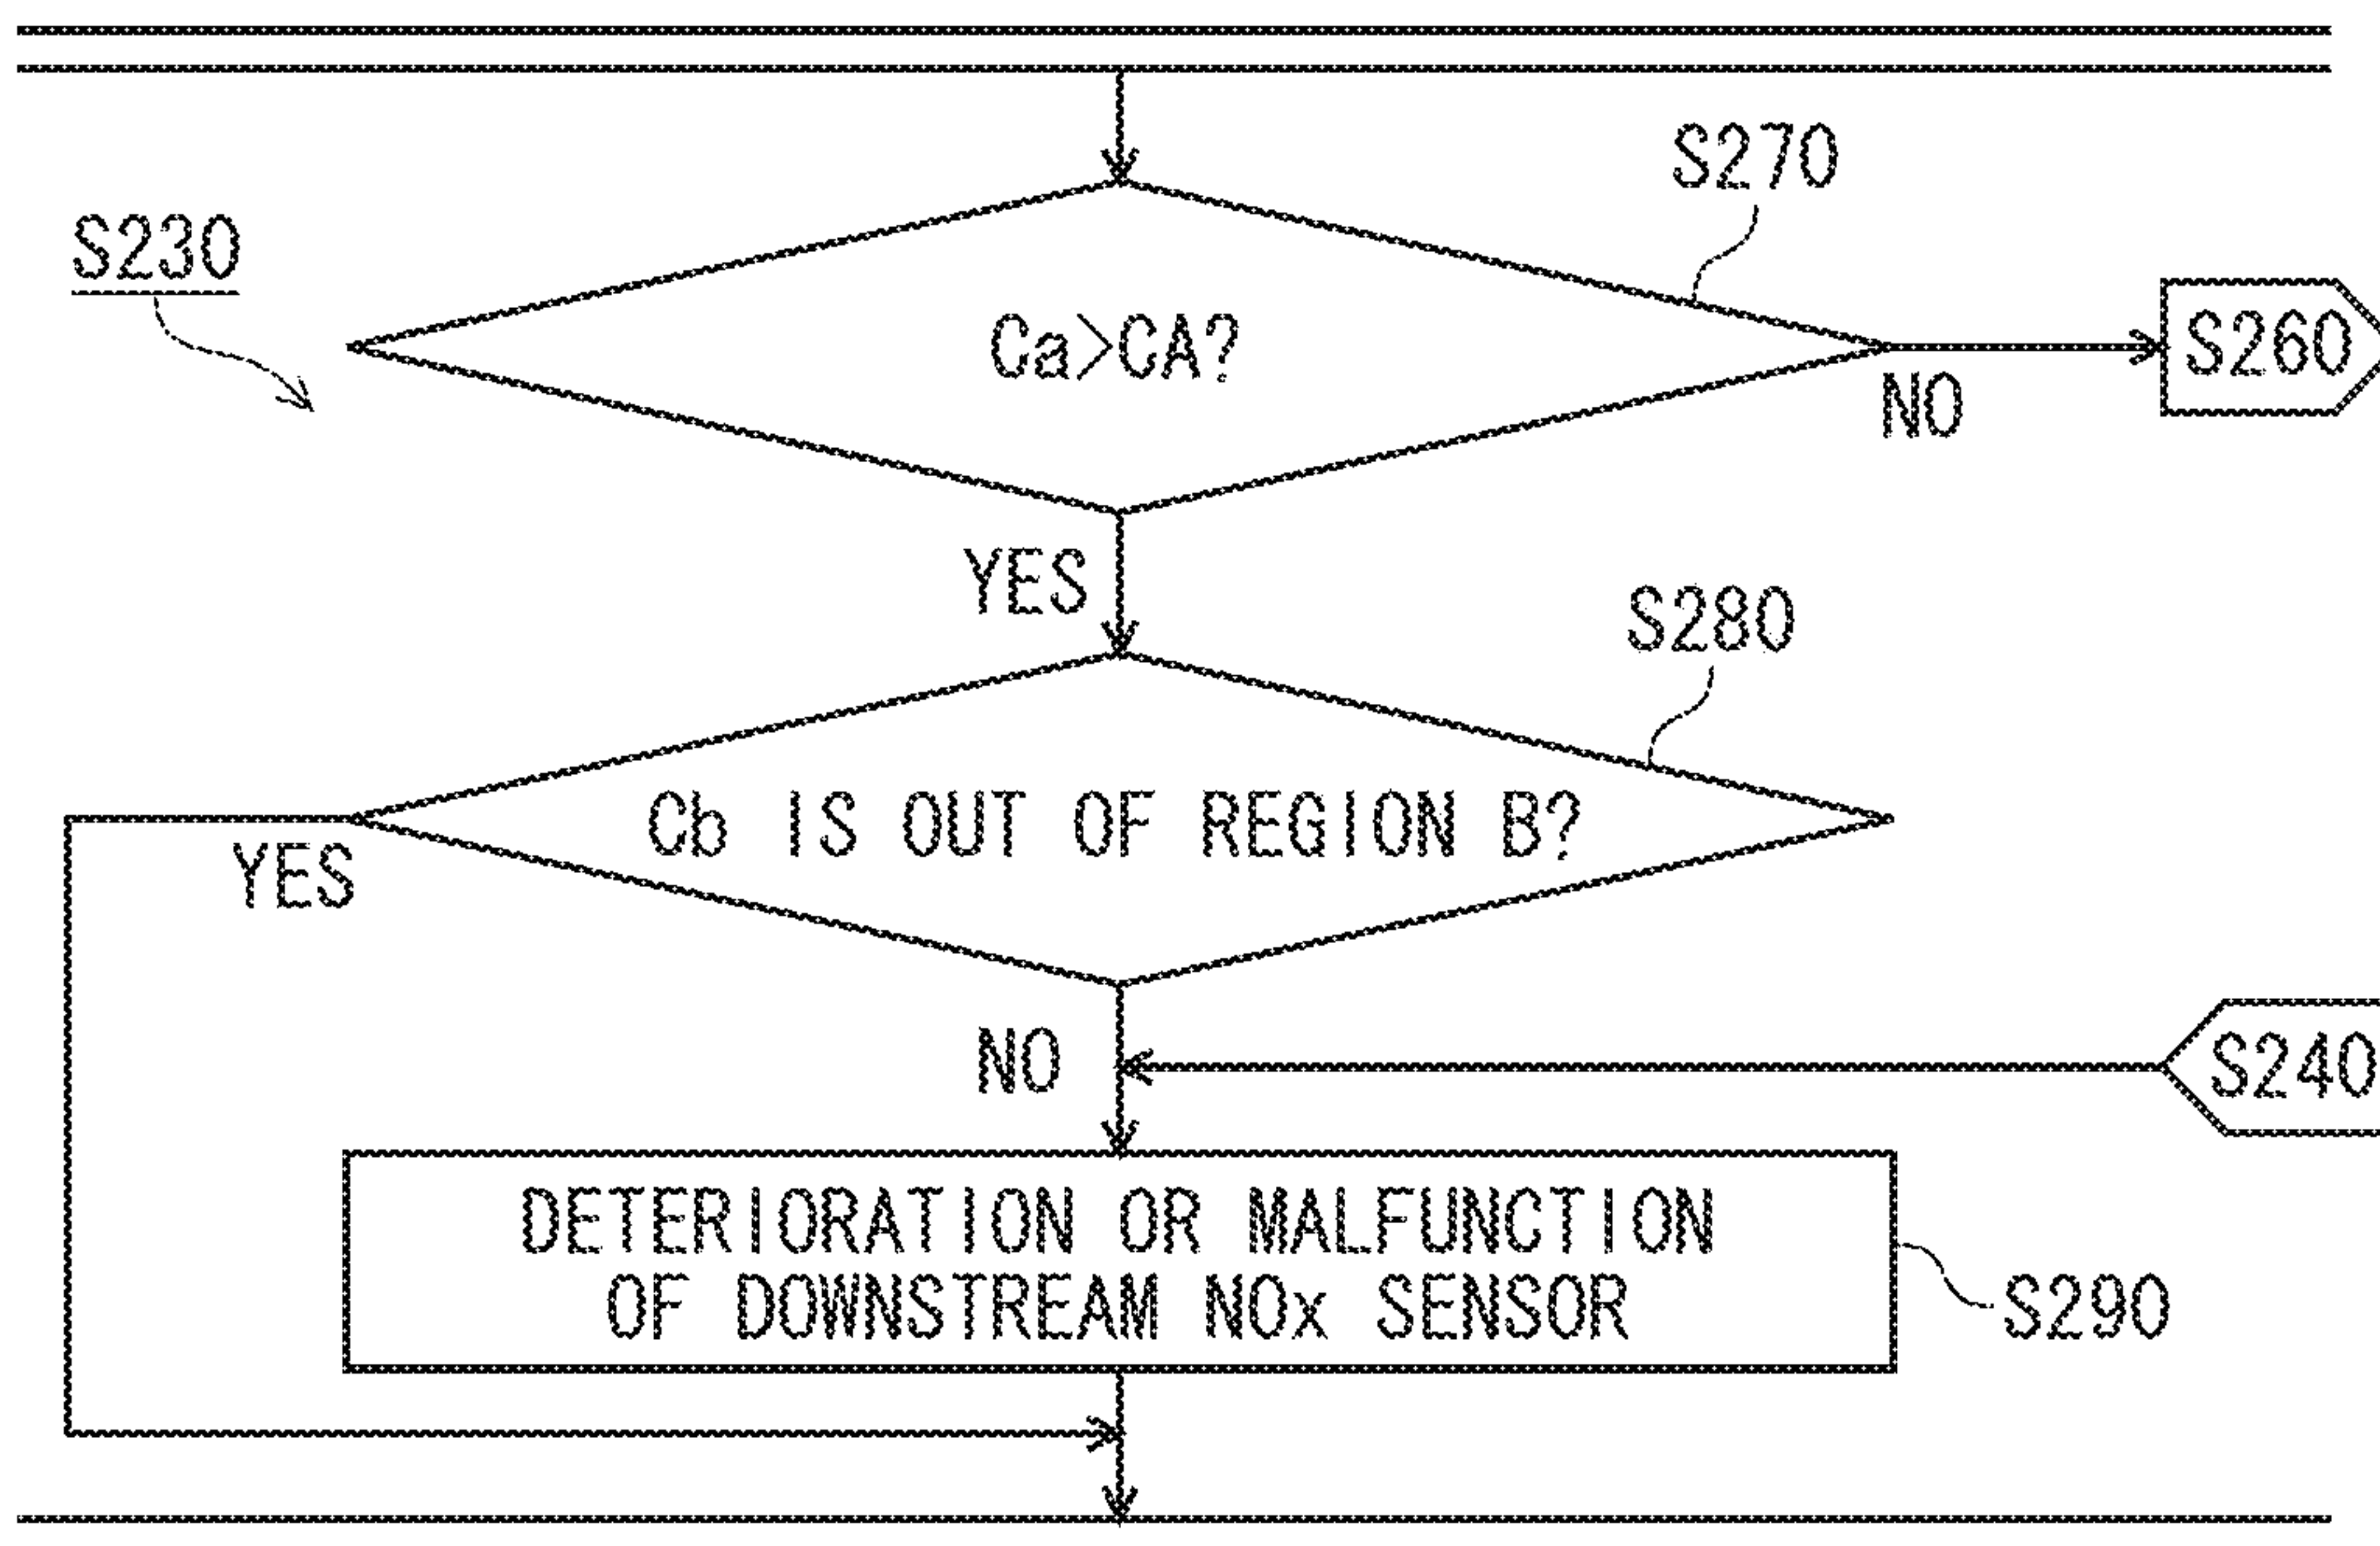 S270
S230
Ca>CA?
S260
NO
YES
S280
Cb IS OUT OF REGION B?
YES
NO
S240
DETERIORATION OR MALFUNCTION
OF DOWNSTREAM NOx SENSOR
S290